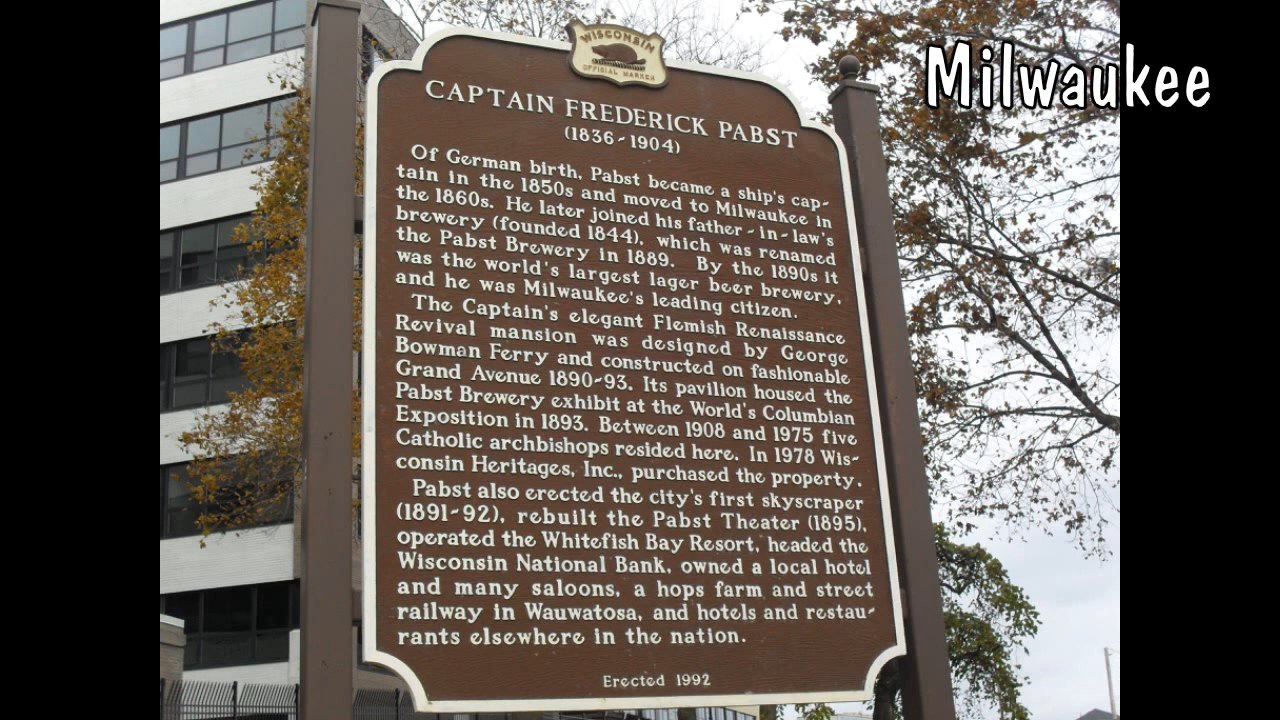 Milwaukee
WISCONSIN
OFFICIAL MARKER
CAPTAIN FREDERICK PABST
(1836-1904)
Of German birth, Pabst became a ship's cap-
tain in the 1850s and moved to Milwaukee in
the 1860s. He later joined his father-in-law's
brewery (founded 1844), which was renamed
the Pabst Brewery in 1889. By the 1890s it
was the world's largest lager beer brewery,
and he was Milwaukee's leading citizen.
The Captain's elegant Flemish Renaissance
Revival mansion was designed by George
Bowman Ferry and constructed on fashionable
Grand Avenue 1890-93. Its pavilion housed the
Pabst Brewery exhibit at the World's Columbian
Exposition in 1893. Between 1908 and 1975 five
Catholic archbishops resided here. In 1978 Wis-
consin Heritages, Inc., purchased the property.
Pabst also erected the city's first skyscraper
(1891-92), rebuilt the Pabst Theater (1895),
operated the Whitefish Bay Resort, headed the
Wisconsin National Bank, owned a local hotel
and many saloons, a hops farm and street
railway in Wauwatosa, and hotels and restau-
rants elsewhere in the nation.
Erected 1992